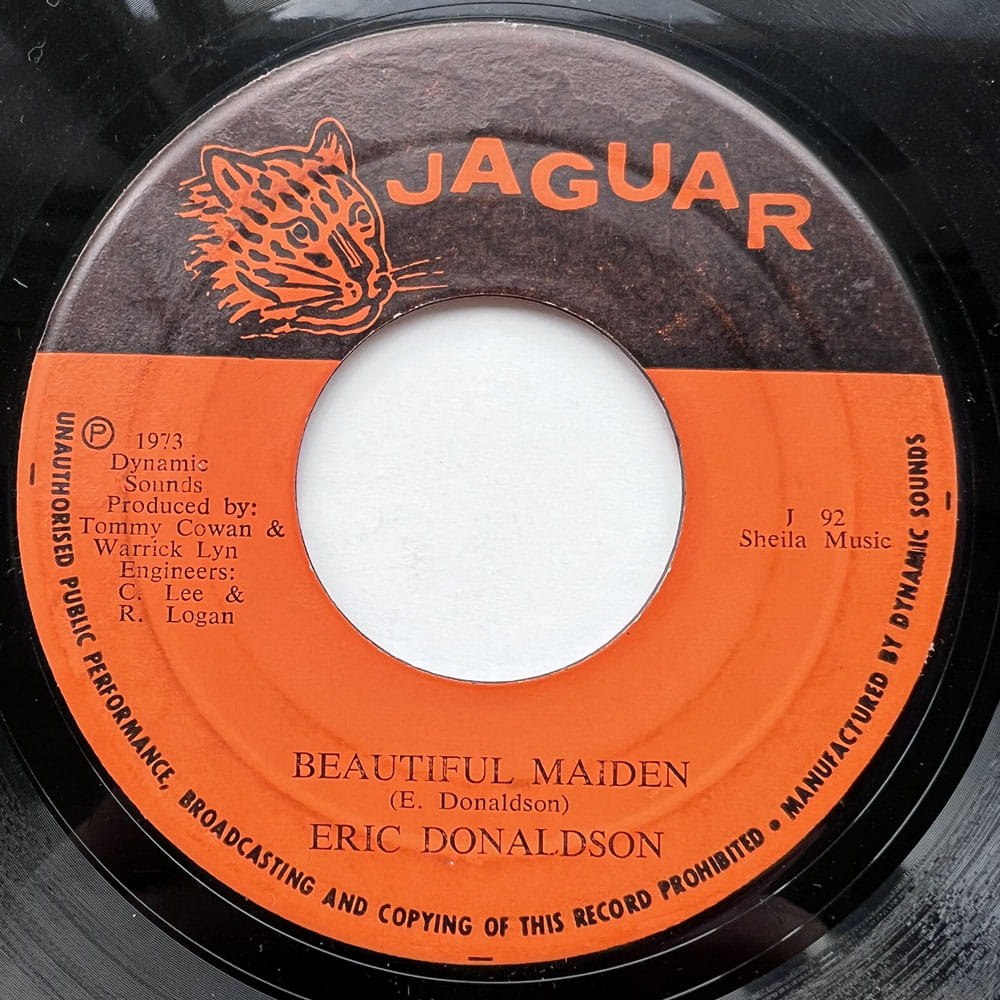 JAGUAR
Ⓟ 1973
Dynamic
Sounds
Produced by:
Tommy Cowan &
Warrick Lyn
Engineers:
C. Lee &
R. Logan
J 92
Sheila Music
BEAUTIFUL MAIDEN
(E. Donaldson)
ERIC DONALDSON
UNAUTHORISED PUBLIC PERFORMANCE, BROADCASTING AND COPYING OF THIS RECORD PROHIBITED • MANUFACTURED BY DYNAMIC SOUNDS